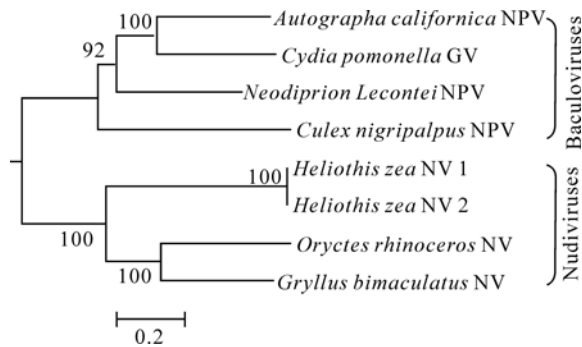 100
Autographa californica NPV
92
Cydia pomonella GV
Neodiprion Lecontei NPV
Culex nigripalpus NPV
Baculoviruses
100
Heliothis zea NV 1
Heliothis zea NV 2
100
Oryctes rhinoceros NV
100
Gryllus bimaculatus NV
Nudiviruses
0.2